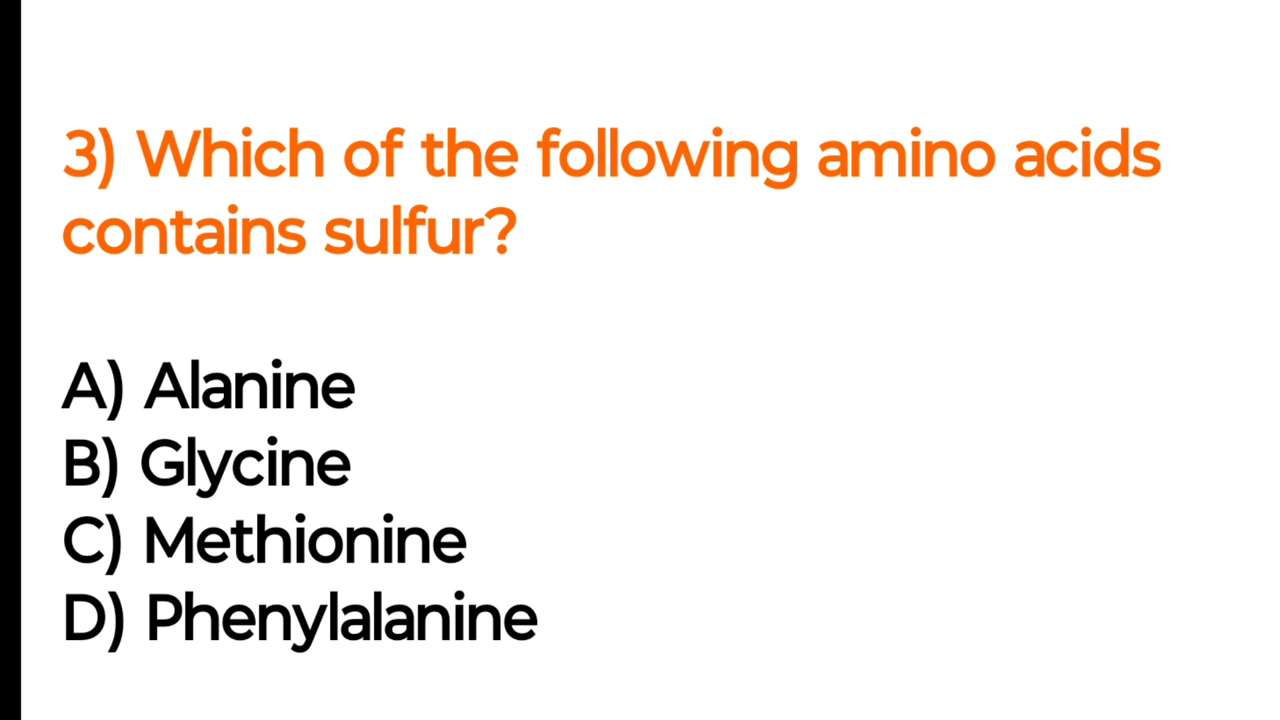 3) Which of the following amino acids
contains sulfur?
A) Alanine
B) Glycine
C) Methionine
D) Phenylalanine